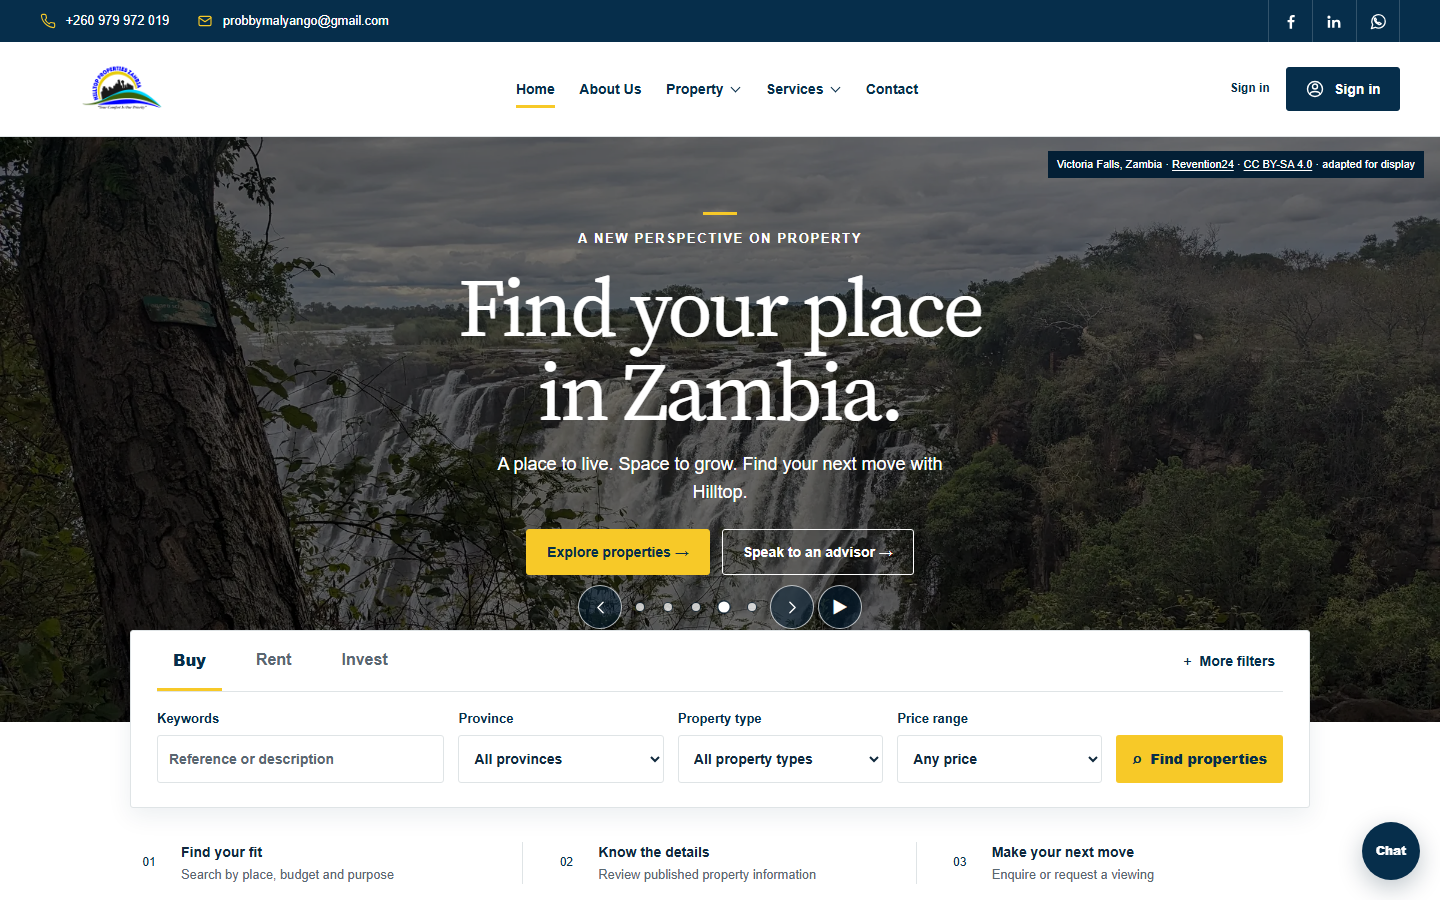 +260 979 972 019
probbymalyango@gmail.com
HILLTOP PROPERTIES ZAMBIA
Home
About Us
Property
Services
Contact
Sign in
Sign in
Victoria Falls, Zambia · Revention24 · CC BY-SA 4.0 · adapted for display
A NEW PERSPECTIVE ON PROPERTY
Find your place
in Zambia.
A place to live. Space to grow. Find your next move with
Hilltop.
Explore properties →
Speak to an advisor →
Buy
Rent
Invest
+ More filters
Keywords
Province
Property type
Price range
Reference or description
All provinces
All property types
Any price
Find properties
01
Find your fit
Search by place, budget and purpose
02
Know the details
Review published property information
03
Make your next move
Enquire or request a viewing
Chat